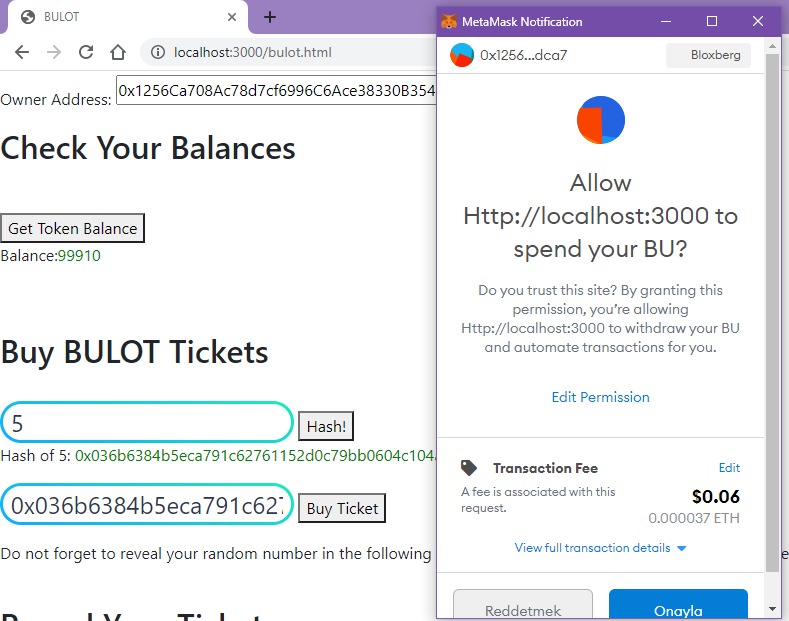 BULOT
localhost:3000/bulot.html
Owner Address: 0x1256Ca708Ac78d7cf6996C6Ace38330B354
Check Your Balances
Get Token Balance
Balance:99910
Buy BULOT Tickets
5
Hash!
Hash of 5: 0x036b6384b5eca791c62761152d0c79bb0604c104
0x036b6384b5eca791c627
Buy Ticket
Do not forget to reveal your random number in the following
MetaMask Notification
0x1256...dca7
Bloxberg
Allow
Http://localhost:3000 to
spend your BU?
Do you trust this site? By granting this
permission, you're allowing
Http://localhost:3000 to withdraw your BU
and automate transactions for you.
Edit Permission
Transaction Fee
Edit
A fee is associated with this
request.
$0.06
0.000037 ETH
View full transaction details
Reddetmek
Onayla